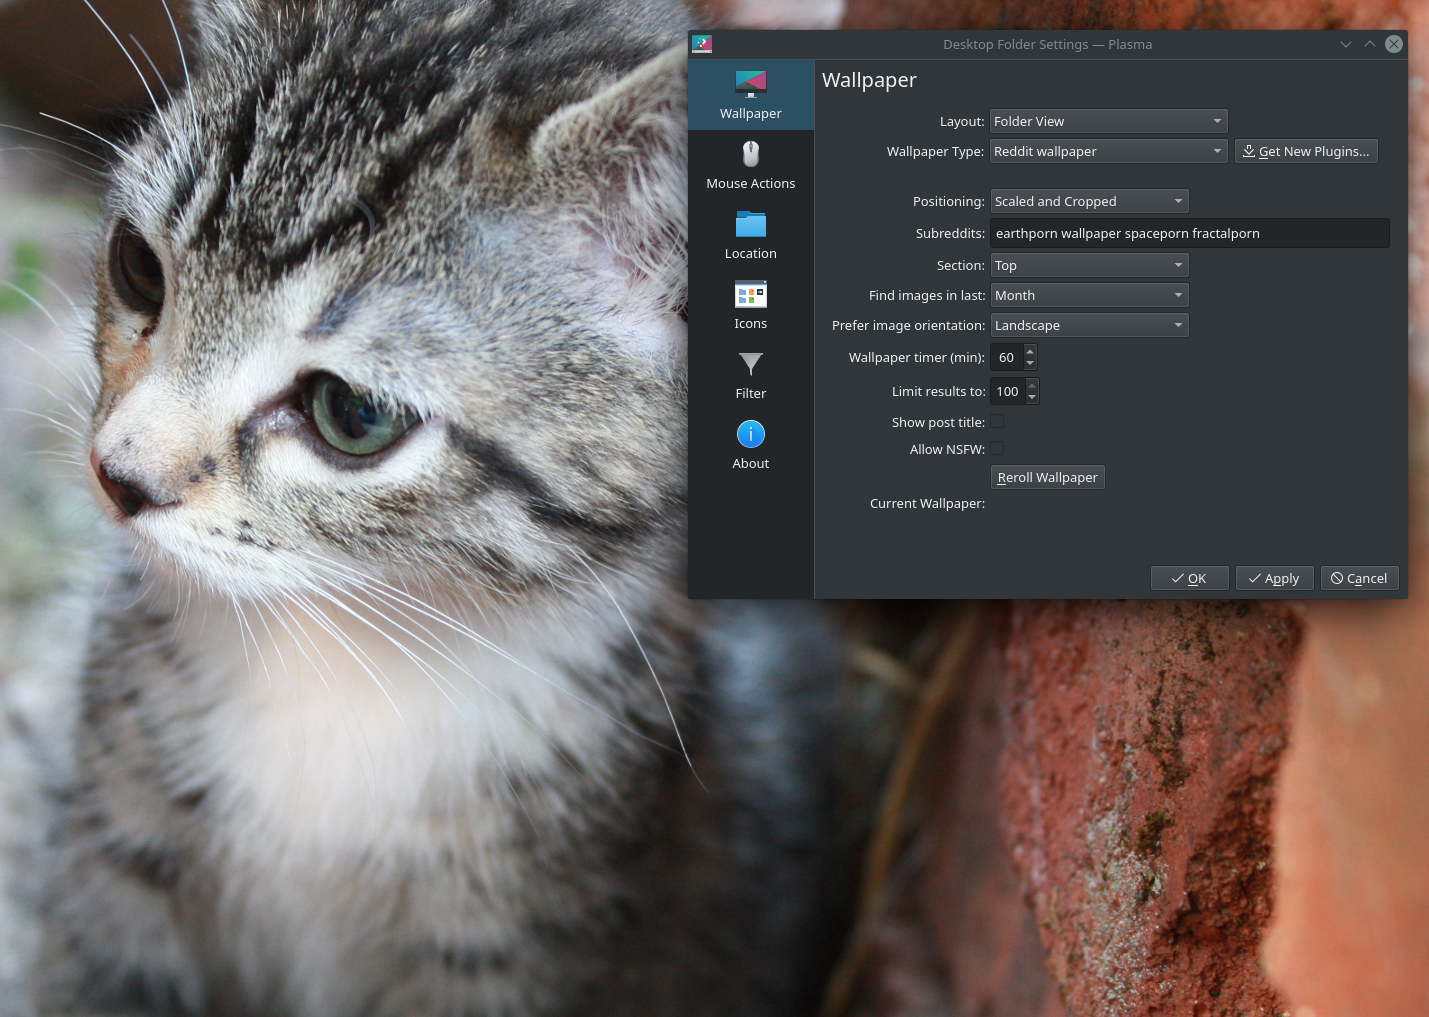 Desktop Folder Settings — Plasma
Wallpaper
Mouse Actions
Location
Icons
Filter
About
Wallpaper
Layout: Folder View
Wallpaper Type: Reddit wallpaper Get New Plugins...
Positioning: Scaled and Cropped
Subreddits: earthporn wallpaper spaceporn fractalporn
Section: Top
Find images in last: Month
Prefer image orientation: Landscape
Wallpaper timer (min): 60
Limit results to: 100
Show post title:
Allow NSFW:
Reroll Wallpaper
Current Wallpaper:
OK Apply Cancel